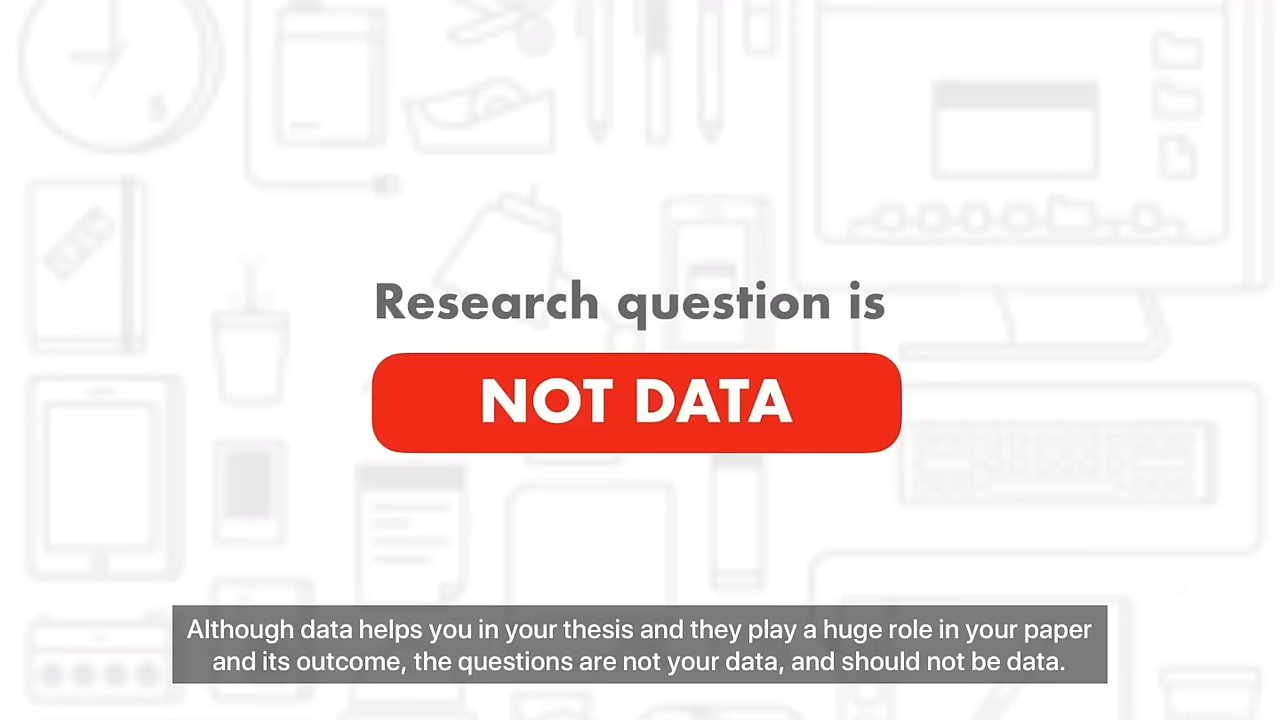 Research question is
NOT DATA
Although data helps you in your thesis and they play a huge role in your paper
and its outcome, the questions are not your data, and should not be data.